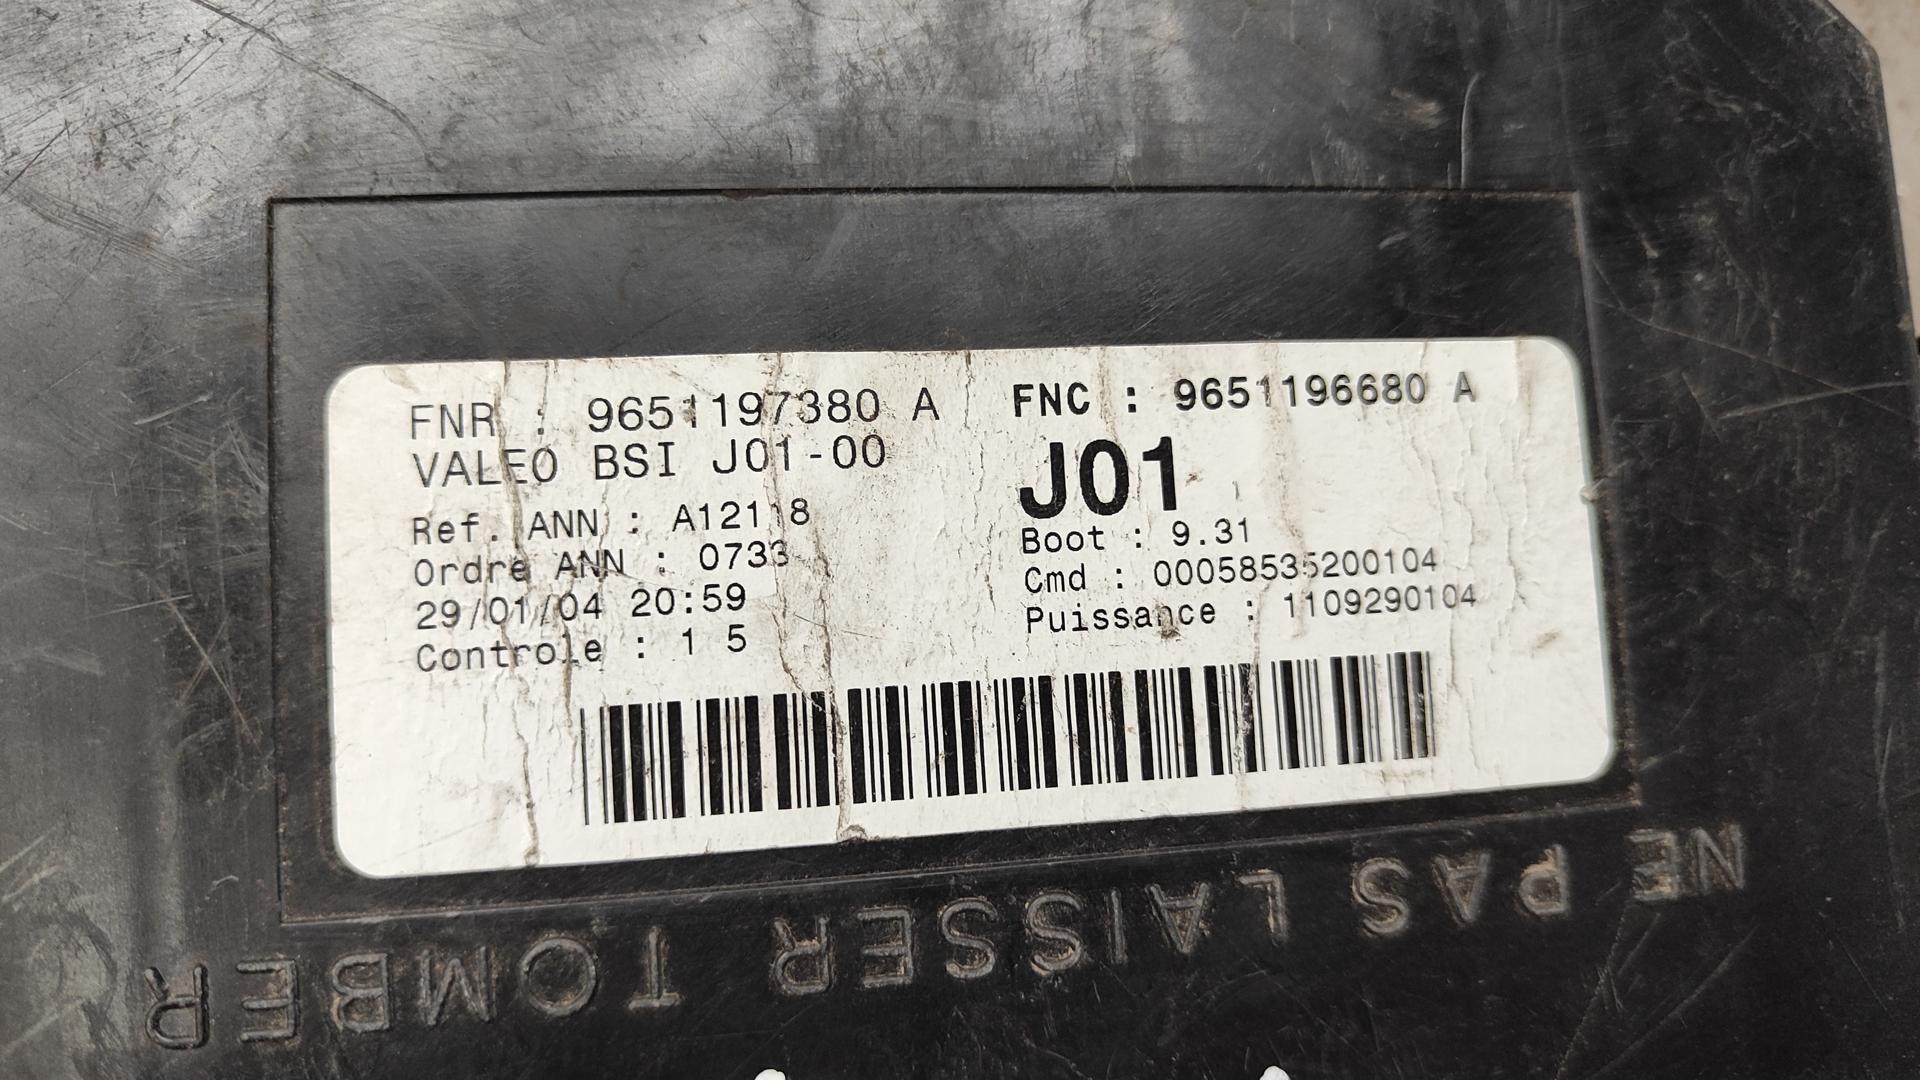 FNR : 9651197380 A
VALEO BSI J01-00
Ref. ANN : A12118
Ordre ANN : 0733
29/01/04 20:59
Controle : 1 5
FNC : 9651196680 A
J01
Boot : 9.31
Cmd : 00058535200104
Puissance : 1109290104
NE PAS LAISSER TOMBER